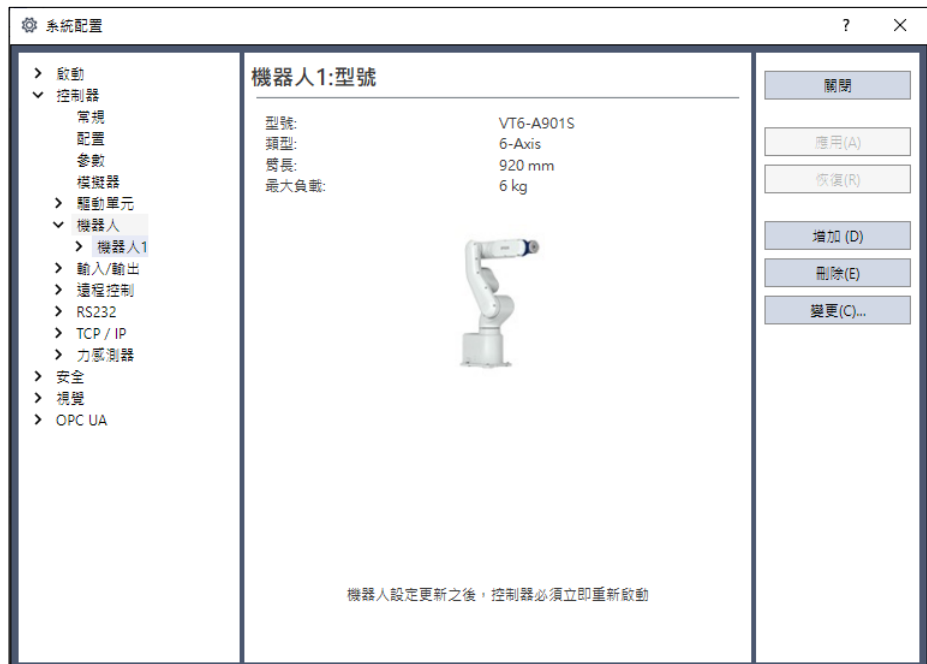 系統配置
?
啟動
控制器
常規
配置
參數
模擬器
驅動單元
機器人
機器人1
輸入/輸出
遠程控制
RS232
TCP / IP
力感測器
安全
視覺
OPC UA
機器人1:型號
型號: VT6-A901S
類型: 6-Axis
臂長: 920 mm
最大負載: 6 kg
機器人設定更新之後，控制器必須立即重新啟動
關閉
應用(A)
恢復(R)
增加 (D)
刪除(E)
變更(C)...